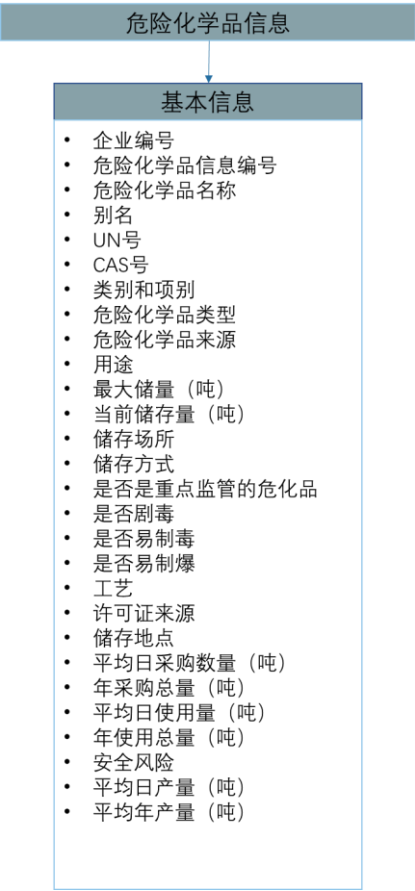 危险化学品信息
基本信息
• 企业编号
• 危险化学品信息编号
• 危险化学品名称
• 别名
• UN号
• CAS号
• 类别和项别
• 危险化学品类型
• 危险化学品来源
• 用途
• 最大储量（吨）
• 当前储存量（吨）
• 储存场所
• 储存方式
• 是否是重点监管的危化品
• 是否剧毒
• 是否易制毒
• 是否易制爆
• 工艺
• 许可证来源
• 储存地点
• 平均日采购数量（吨）
• 年采购总量（吨）
• 平均日使用量（吨）
• 年使用总量（吨）
• 安全风险
• 平均日产量（吨）
• 平均年产量（吨）